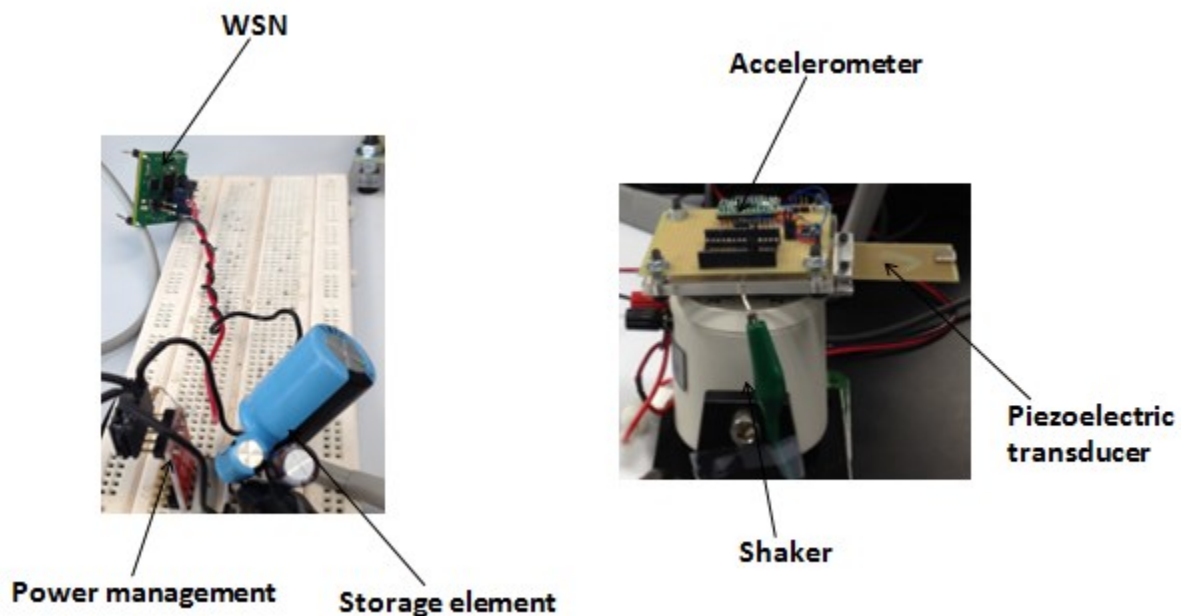 WSN
Accelerometer
Piezoelectric
transducer
Shaker
Power management
Storage element